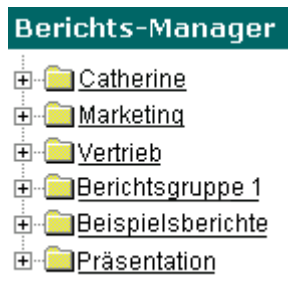 Berichts-Manager
Catherine
Marketing
Vertrieb
Berichtsgruppe 1
Beispielsberichte
Präsentation